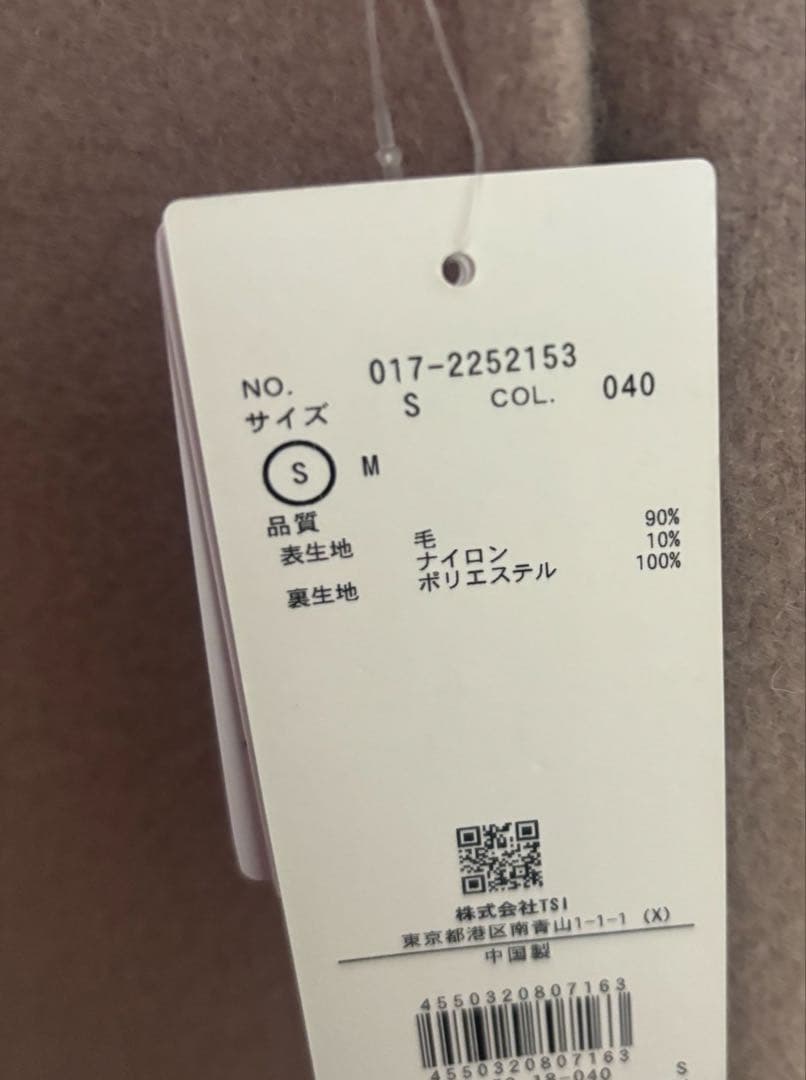 NO. 017-2252153
サイズ S COL. 040
S M
品質
表生地 毛 90%
ナイロン 10%
裏生地 ポリエステル 100%
株式会社TSI
東京都港区南青山1-1-1 (X)
中国製
4550320807163
4550320807163
18-040 S